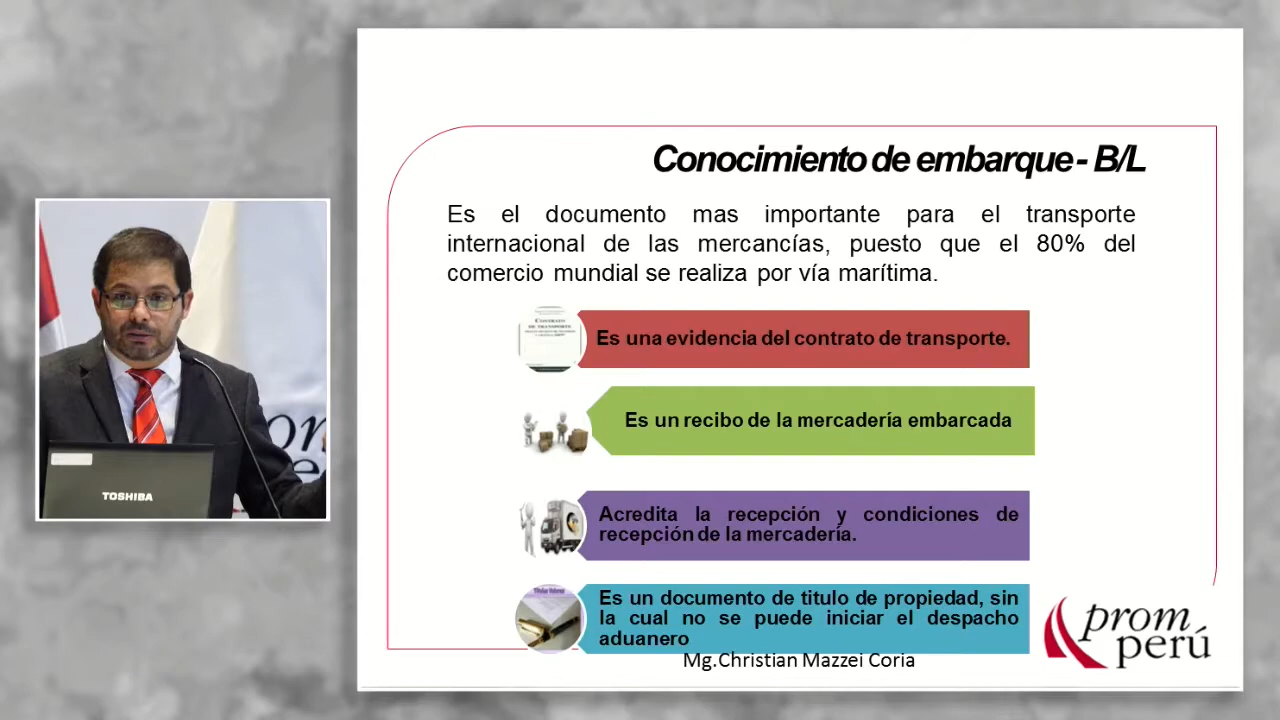 Conocimiento de embarque - B/L
Es el documento mas importante para el transporte
internacional de las mercancías, puesto que el 80% del
comercio mundial se realiza por vía marítima.
CONTRATO
DE TRANSPORTE
Es una evidencia del contrato de transporte.
Es un recibo de la mercadería embarcada
Acredita la recepción y condiciones de
recepción de la mercadería.
Es un documento de titulo de propiedad, sin
la cual no se puede iniciar el despacho
aduanero
Mg.Christian Mazzei Coria
prom
perú
TOSHIBA